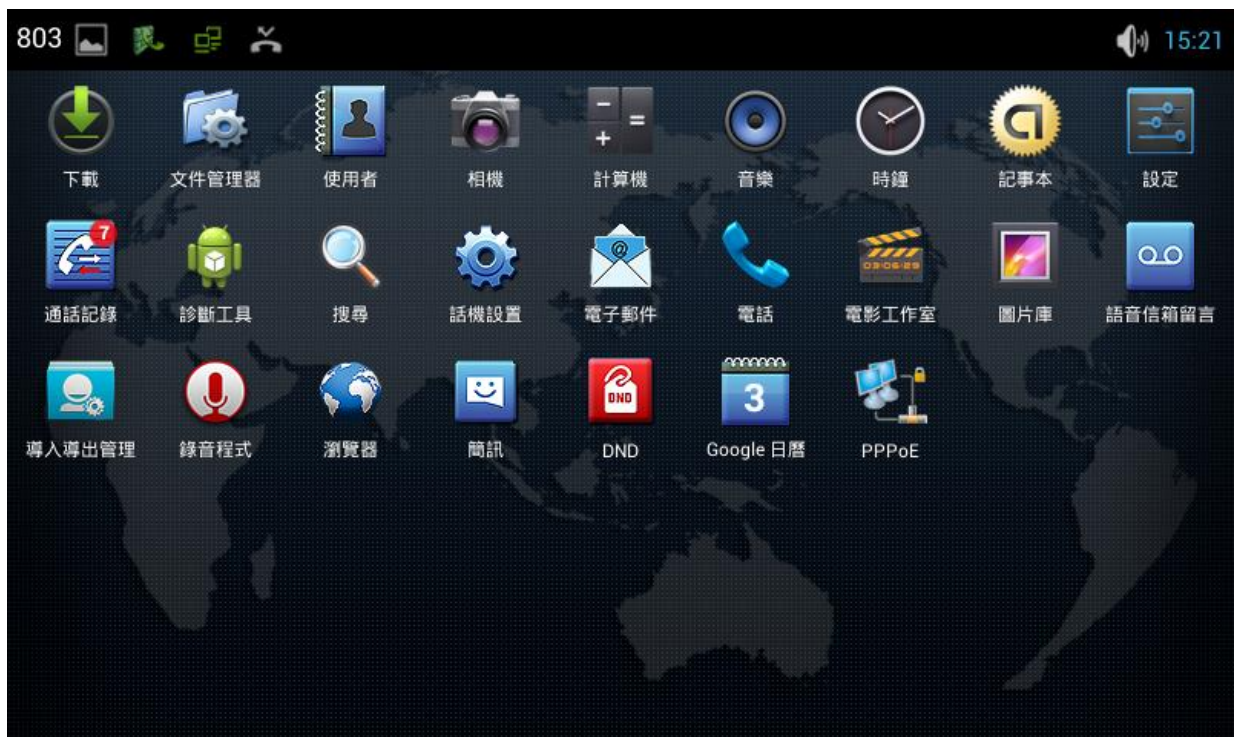 803 15:21
下載 文件管理器 使用者 相機 計算機 音樂 時鐘 記事本 設定
7
03-06-29
通話記錄 診斷工具 搜尋 話機設置 電子郵件 電話 電影工作室 圖片庫 語音信箱留言
DND
3
導入導出管理 錄音程式 瀏覽器 簡訊 DND Google 日曆 PPPoE